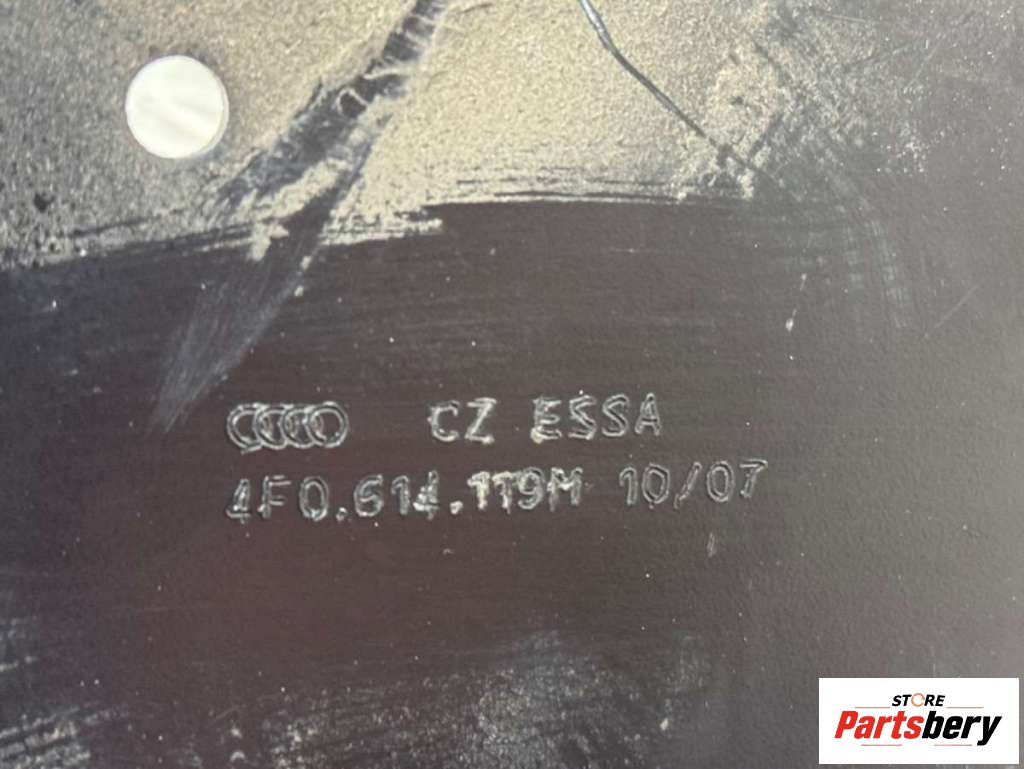 CZ ESSA
4F0.614.119M 10/07
STORE
Partsbery